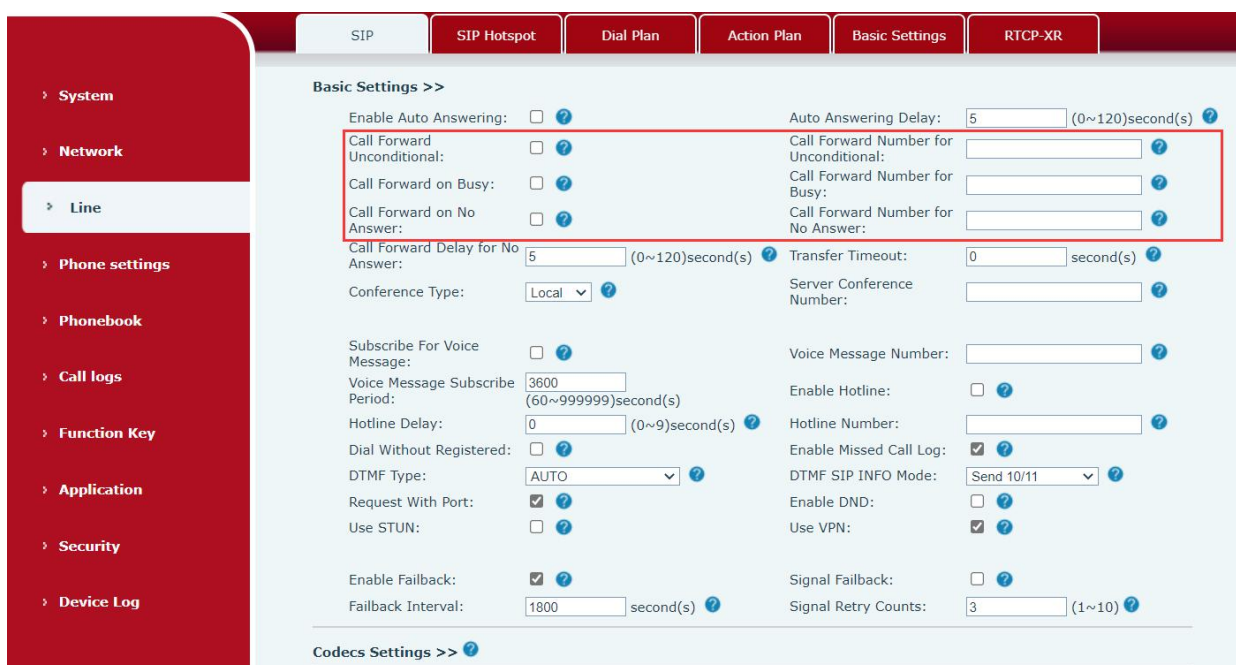 SIP
SIP Hotspot
Dial Plan
Action Plan
Basic Settings
RTCP-XR
System
Network
Line
Phone settings
Phonebook
Call logs
Function Key
Application
Security
Device Log
Basic Settings >>
Enable Auto Answering: ?
Auto Answering Delay: 5 (0~120)second(s) ?
Call Forward
Unconditional: ?
Call Forward Number for
Unconditional: ?
Call Forward on Busy: ?
Call Forward Number for
Busy: ?
Call Forward on No
Answer: ?
Call Forward Number for
No Answer: ?
Call Forward Delay for No
Answer: 5 (0~120)second(s) ?
Transfer Timeout: 0 second(s) ?
Conference Type: Local ?
Server Conference
Number: ?
Subscribe For Voice
Message: ?
Voice Message Number: ?
Voice Message Subscribe
Period: 3600
(60~999999)second(s)
Enable Hotline: ?
Hotline Delay: 0 (0~9)second(s) ?
Hotline Number: ?
Dial Without Registered: ?
Enable Missed Call Log: ?
DTMF Type: AUTO ?
DTMF SIP INFO Mode: Send 10/11 ?
Request With Port: ?
Enable DND: ?
Use STUN: ?
Use VPN: ?
Enable Failback: ?
Signal Failback: ?
Failback Interval: 1800 second(s) ?
Signal Retry Counts: 3 (1~10) ?
Codecs Settings >> ?